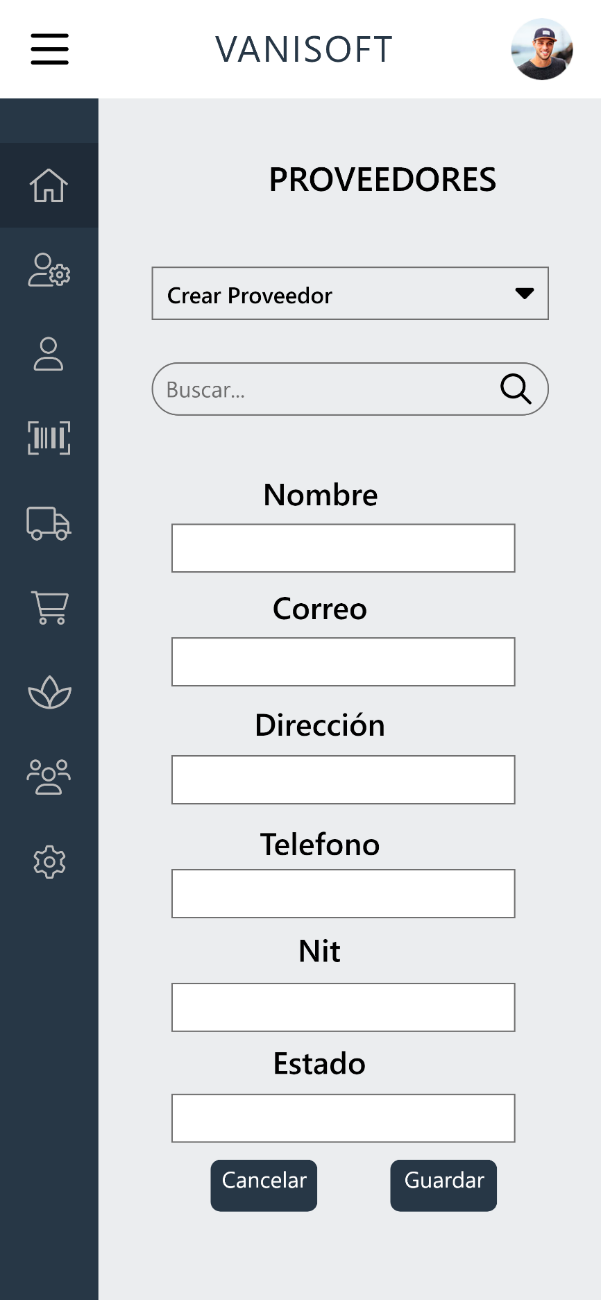 VANISOFT
PROVEEDORES
Crear Proveedor
Buscar...
Nombre
Correo
Dirección
Telefono
Nit
Estado
Cancelar
Guardar